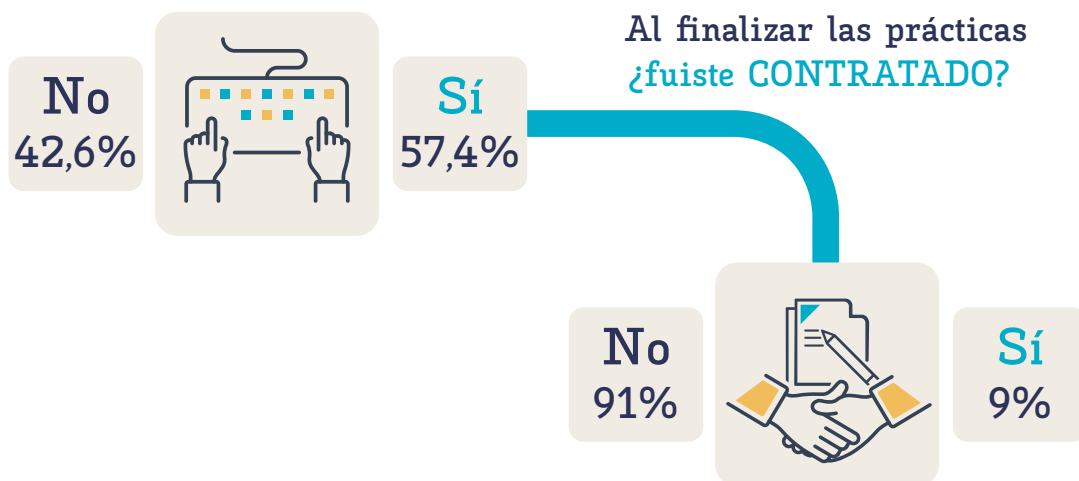 Al finalizar las prácticas
¿fuiste CONTRATADO?
No
42,6%
Sí
57,4%
No
91%
Sí
9%